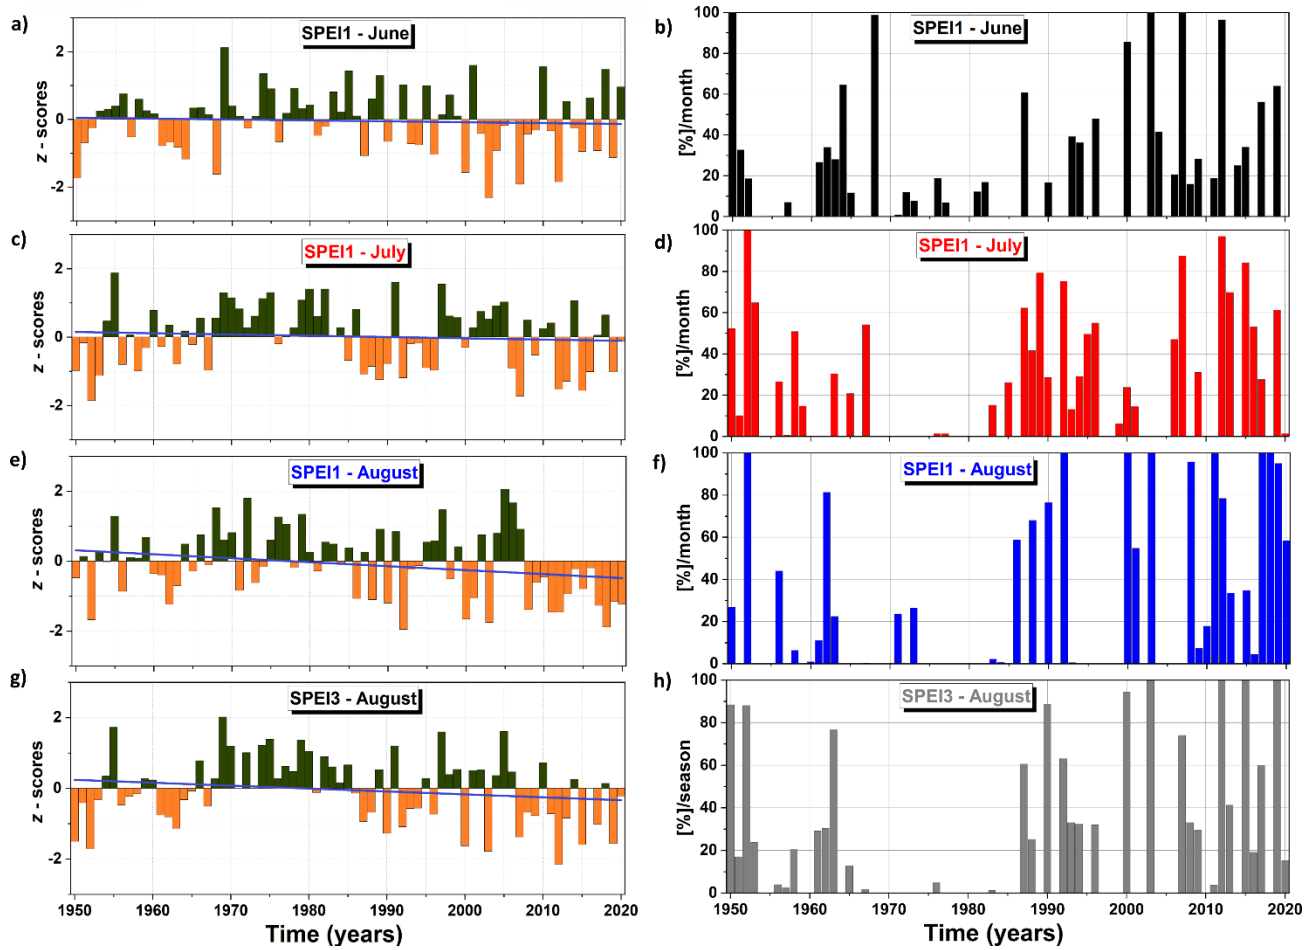 a)
SPEI1 - June
z - scores
2
0
-2
b)
SPEI1 - June
[%]/month
100
80
60
40
20
0
c)
SPEI1 - July
z - scores
2
0
-2
d)
SPEI1 - July
[%]/month
100
80
60
40
20
0
e)
SPEI1 - August
z - scores
2
0
-2
f)
SPEI1 - August
[%]/month
100
80
60
40
20
0
g)
SPEI3 - August
z - scores
2
0
-2
1950 1960 1970 1980 1990 2000 2010 2020
Time (years)
h)
SPEI3 - August
[%]/season
100
80
60
40
20
0
1950 1960 1970 1980 1990 2000 2010 2020
Time (years)